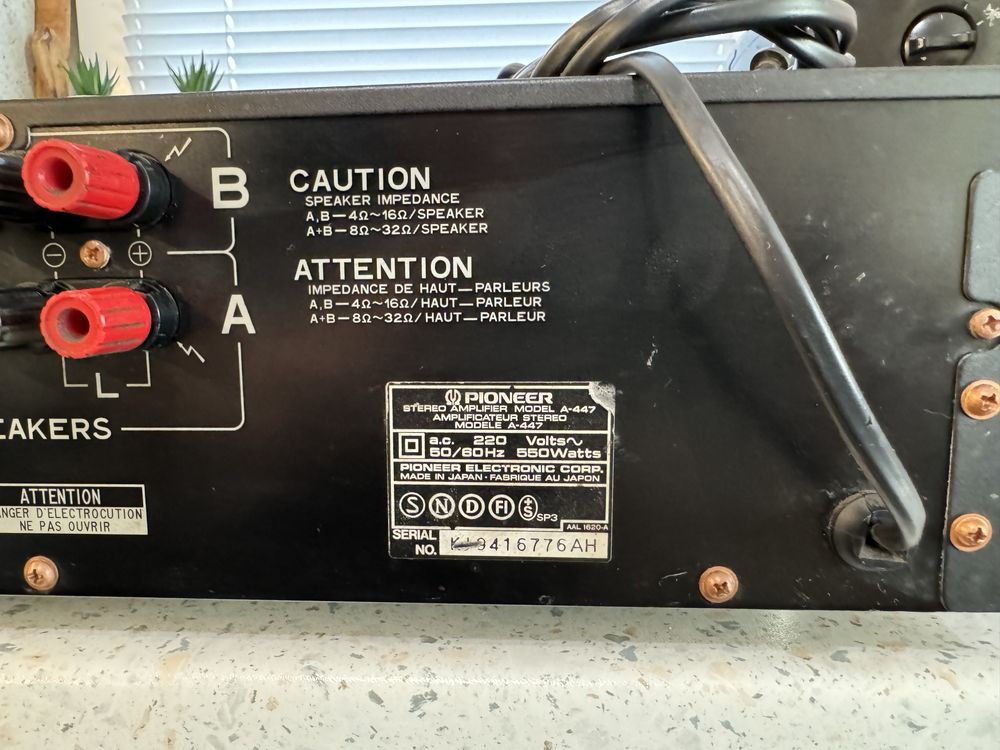 B
CAUTION
SPEAKER IMPEDANCE
A,B—4Ω~16Ω/SPEAKER
A+B—8Ω~32Ω/SPEAKER
⊖ ⊕
ATTENTION
IMPEDANCE DE HAUT—PARLEURS
A,B—4Ω~16Ω/HAUT—PARLEUR
A+B—8Ω~32Ω/HAUT—PARLEUR
A
L
EAKERS
PIONEER
STEREO AMPLIFIER MODEL A-447
AMPLIFICATEUR STEREO
MODELE A-447
a.c. 220 Volts~
50/60Hz 550Watts
PIONEER ELECTRONIC CORP.
MADE IN JAPAN · FABRIQUE AU JAPON
S N D FI +S SP3
AAL 1620-A
SERIAL
NO. 9416776AH
ATTENTION
ANGER D'ELECTROCUTION
NE PAS OUVRIR